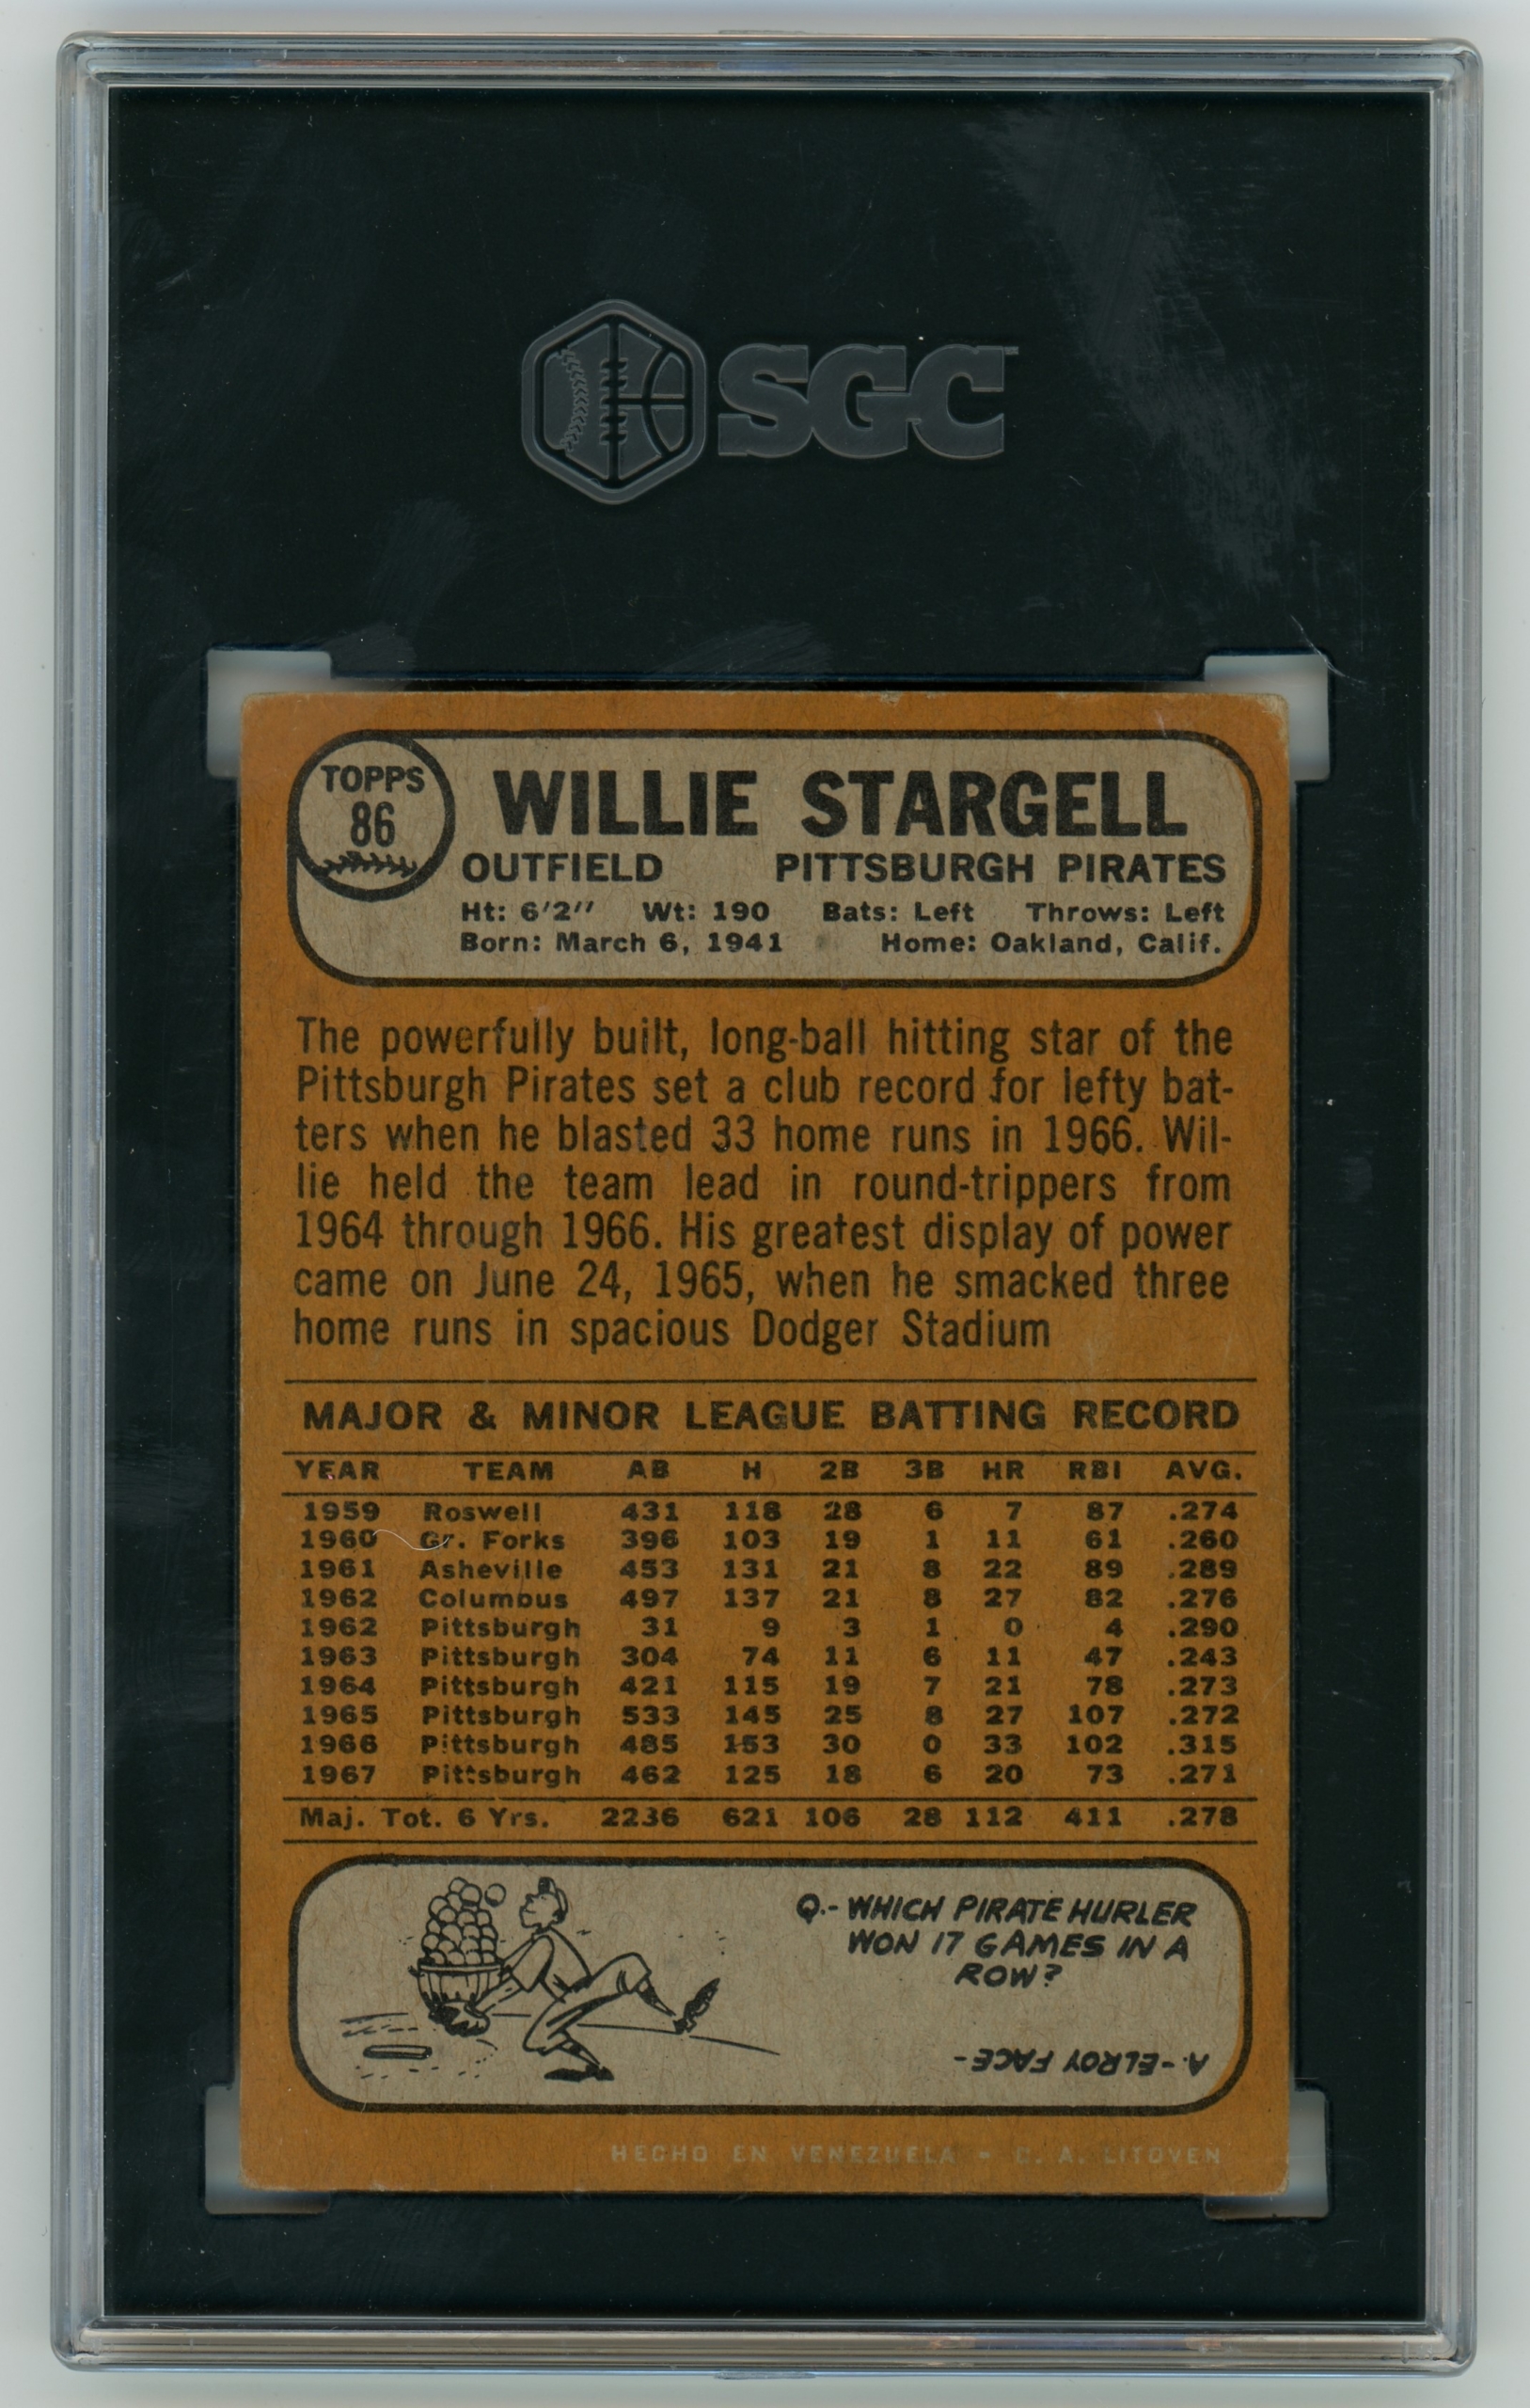 SGC
TOPPS
86
WILLIE STARGELL
OUTFIELD PITTSBURGH PIRATES
Ht: 6'2" Wt: 190 Bats: Left Throws: Left
Born: March 6, 1941 Home: Oakland, Calif.
The powerfully built, long-ball hitting star of the
Pittsburgh Pirates set a club record for lefty bat-
ters when he blasted 33 home runs in 1966. Wil-
lie held the team lead in round-trippers from
1964 through 1966. His greatest display of power
came on June 24, 1965, when he smacked three
home runs in spacious Dodger Stadium
MAJOR & MINOR LEAGUE BATTING RECORD
YEAR TEAM AB H 2B 3B HR RBI AVG.
1959 Roswell 431 118 28 6 7 87 .274
1960 Gr. Forks 396 103 19 1 11 61 .260
1961 Asheville 453 131 21 8 22 89 .289
1962 Columbus 497 137 21 8 27 82 .276
1962 Pittsburgh 31 9 3 1 0 4 .290
1963 Pittsburgh 304 74 11 6 11 47 .243
1964 Pittsburgh 421 115 19 7 21 78 .273
1965 Pittsburgh 533 145 25 8 27 107 .272
1966 Pittsburgh 485 153 30 0 33 102 .315
1967 Pittsburgh 462 125 18 6 20 73 .271
Maj. Tot. 6 Yrs. 2236 621 106 28 112 411 .278
Q.- WHICH PIRATE HURLER
WON 17 GAMES IN A
ROW?
A.- ELROY FACE-
HECHO EN VENEZUELA - C. A. LITOVEN